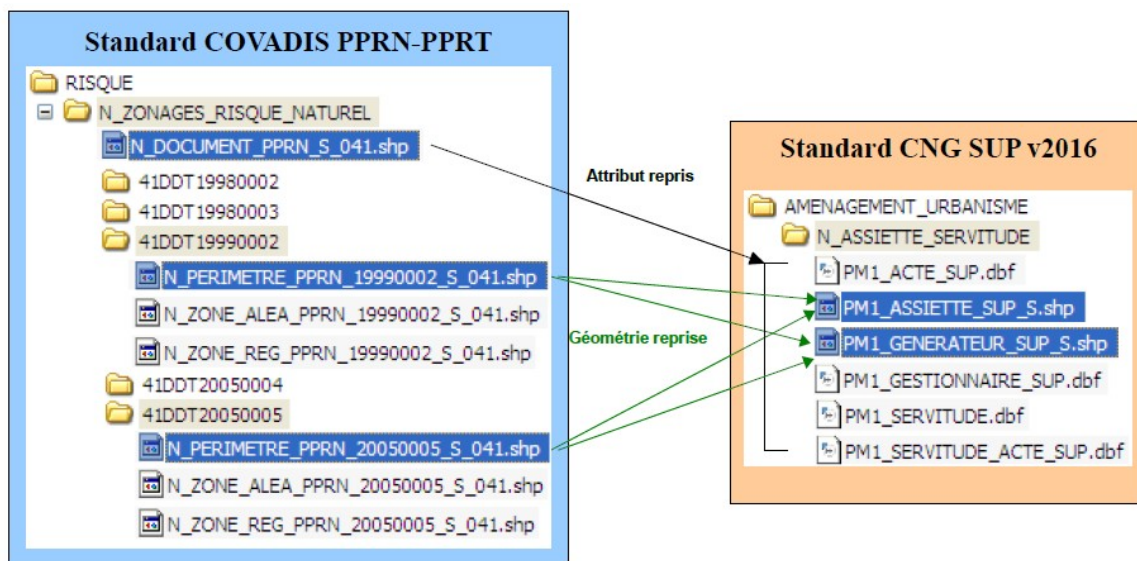 Standard COVADIS PPRN-PPRT
RISQUE
N_ZONAGES_RISQUE_NATUREL
N_DOCUMENT_PPRN_S_041.shp
41DDT19980002
41DDT19980003
41DDT19990002
N_PERIMETRE_PPRN_19990002_S_041.shp
N_ZONE_ALEA_PPRN_19990002_S_041.shp
N_ZONE_REG_PPRN_19990002_S_041.shp
41DDT20050004
41DDT20050005
N_PERIMETRE_PPRN_20050005_S_041.shp
N_ZONE_ALEA_PPRN_20050005_S_041.shp
N_ZONE_REG_PPRN_20050005_S_041.shp
Attribut repris
Géométrie reprise
Standard CNG SUP v2016
AMENAGEMENT_URBANISME
N_ASSIETTE_SERVITUDE
PM1_ACTE_SUP.dbf
PM1_ASSIETTE_SUP_S.shp
PM1_GENERATEUR_SUP_S.shp
PM1_GESTIONNAIRE_SUP.dbf
PM1_SERVITUDE.dbf
PM1_SERVITUDE_ACTE_SUP.dbf